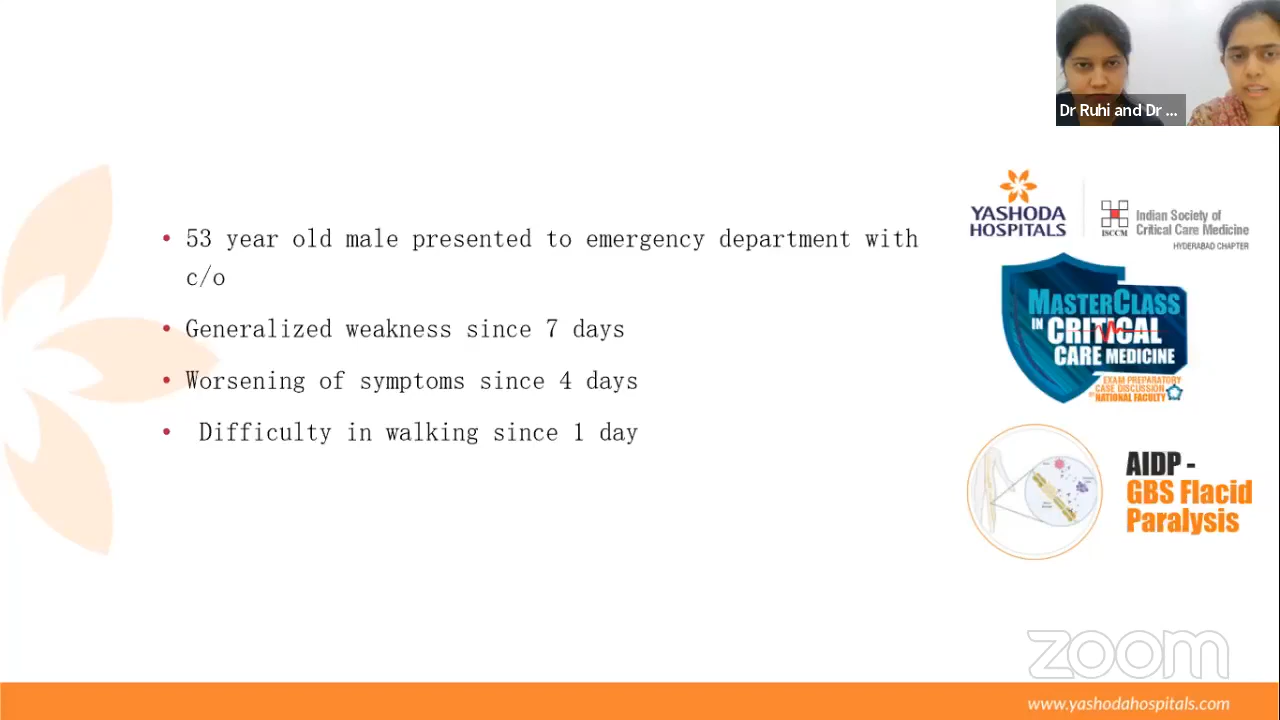 Dr Ruhi and Dr ...
YASHODA
HOSPITALS
ISCCM
Indian Society of
Critical Care Medicine
HYDERABAD CHAPTER
• 53 year old male presented to emergency department with
c/o
• Generalized weakness since 7 days
• Worsening of symptoms since 4 days
• Difficulty in walking since 1 day
MASTERCLASS
IN CRITICAL
CARE MEDICINE
EXAM PREPARATORY
CASE DISCUSSION
BY NATIONAL FACULTY
AIDP -
GBS Flacid
Paralysis
zoom
www.yashodahospitals.com